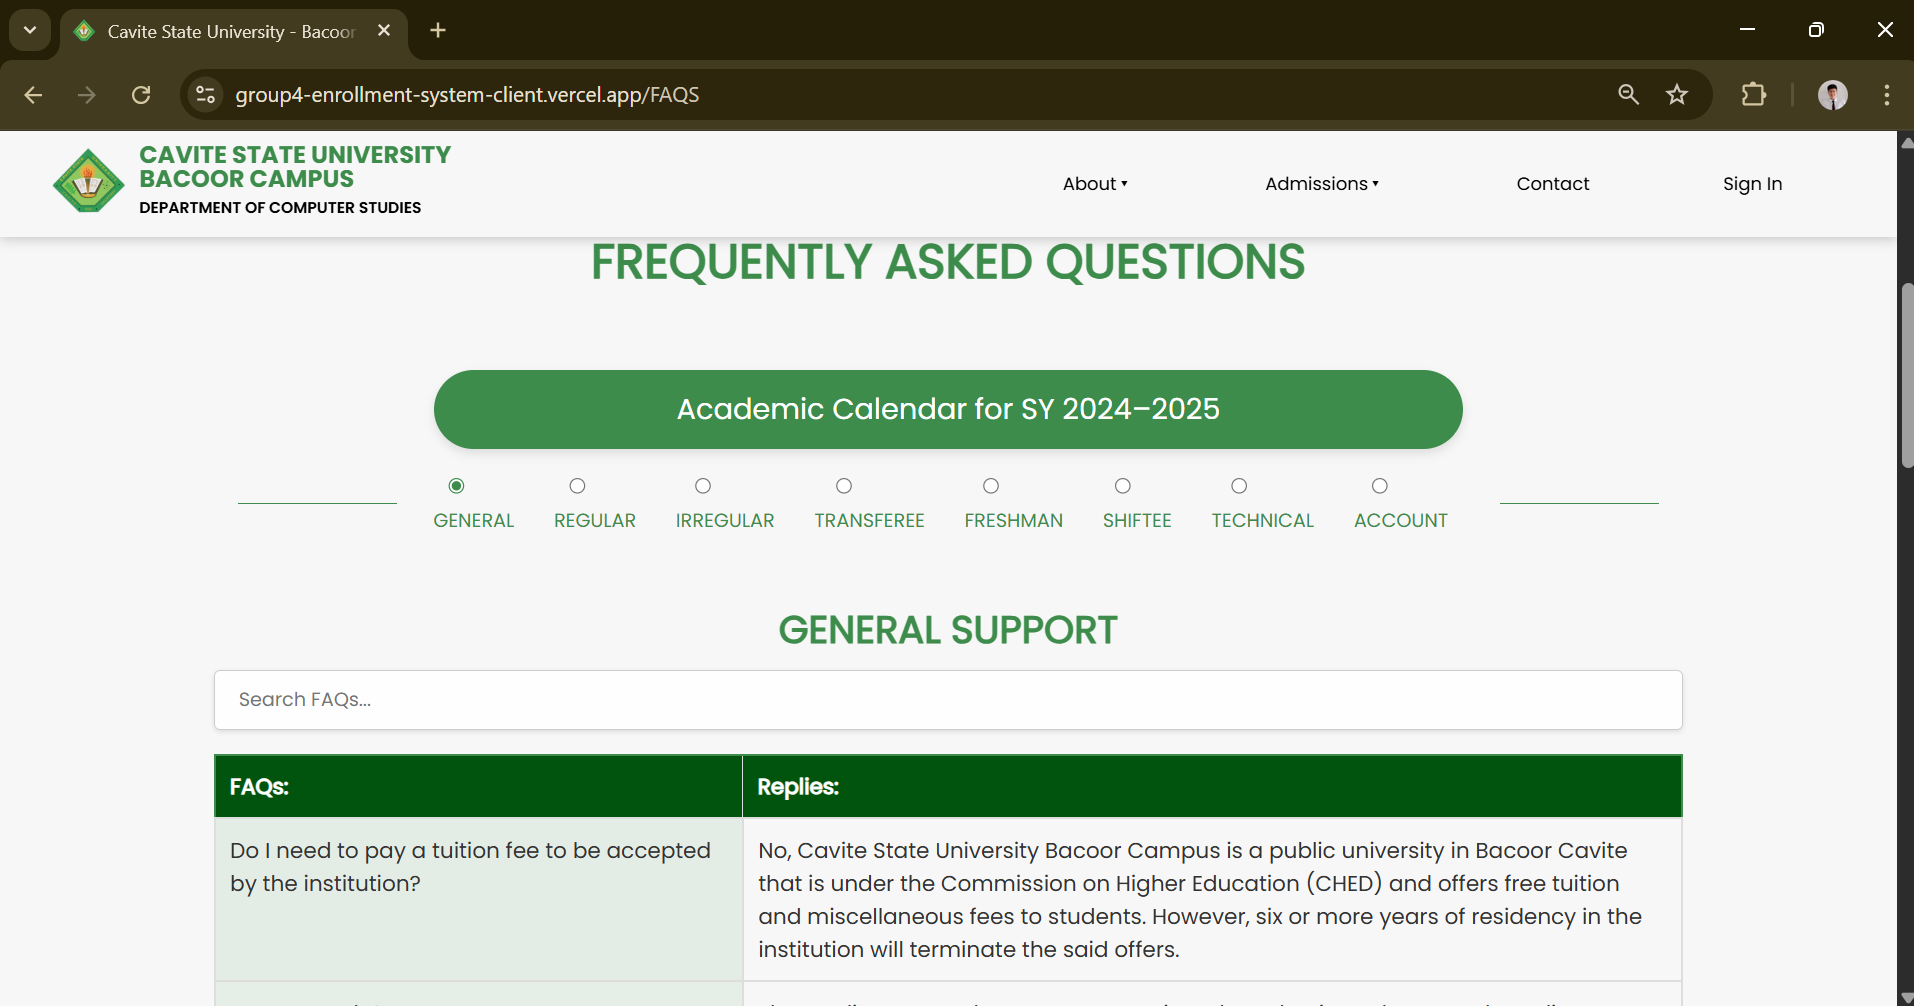 Cavite State University - Bacoor
group4-enrollment-system-client.vercel.app/FAQS
CAVITE STATE UNIVERSITY
BACOOR CAMPUS
DEPARTMENT OF COMPUTER STUDIES
About ▾
Admissions ▾
Contact
Sign In
FREQUENTLY ASKED QUESTIONS
Academic Calendar for SY 2024–2025
GENERAL
REGULAR
IRREGULAR
TRANSFEREE
FRESHMAN
SHIFTEE
TECHNICAL
ACCOUNT
GENERAL SUPPORT
Search FAQs...
FAQs:
Replies:
Do I need to pay a tuition fee to be accepted
by the institution?
No, Cavite State University Bacoor Campus is a public university in Bacoor Cavite
that is under the Commission on Higher Education (CHED) and offers free tuition
and miscellaneous fees to students. However, six or more years of residency in the
institution will terminate the said offers.